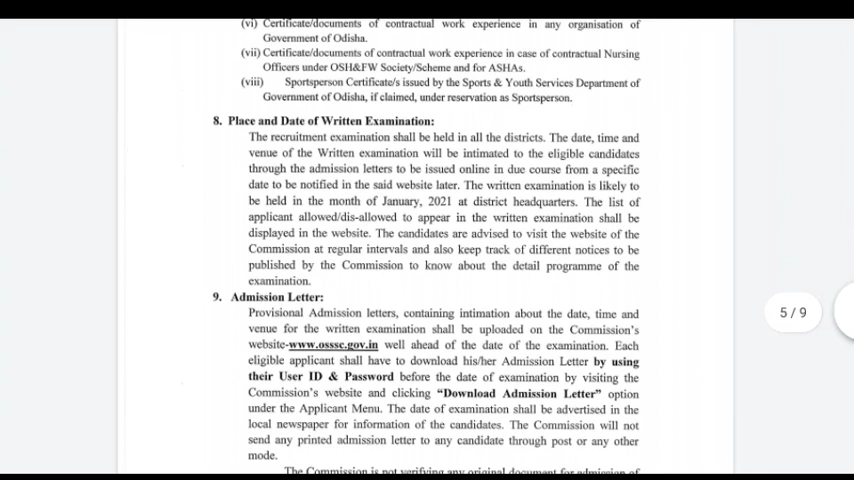 (vi) Certificate/documents of contractual work experience in any organisation of
Government of Odisha.
(vii) Certificate/documents of contractual work experience in case of contractual Nursing
Officers under OSH&FW Society/Scheme and for ASHAs.
(viii) Sportsperson Certificate/s issued by the Sports & Youth Services Department of
Government of Odisha, if claimed, under reservation as Sportsperson.
8. Place and Date of Written Examination:
The recruitment examination shall be held in all the districts. The date, time and
venue of the Written examination will be intimated to the eligible candidates
through the admission letters to be issued online in due course from a specific
date to be notified in the said website later. The written examination is likely to
be held in the month of January, 2021 at district headquarters. The list of
applicant allowed/dis-allowed to appear in the written examination shall be
displayed in the website. The candidates are advised to visit the website of the
Commission at regular intervals and also keep track of different notices to be
published by the Commission to know about the detail programme of the
examination.
9. Admission Letter:
Provisional Admission letters, containing intimation about the date, time and
venue for the written examination shall be uploaded on the Commission's
website-www.osssc.gov.in well ahead of the date of the examination. Each
eligible applicant shall have to download his/her Admission Letter by using
their User ID & Password before the date of examination by visiting the
Commission's website and clicking "Download Admission Letter" option
under the Applicant Menu. The date of examination shall be advertised in the
local newspaper for information of the candidates. The Commission will not
send any printed admission letter to any candidate through post or any other
mode.
The Commission is not verifying any original document for admission of
5 / 9